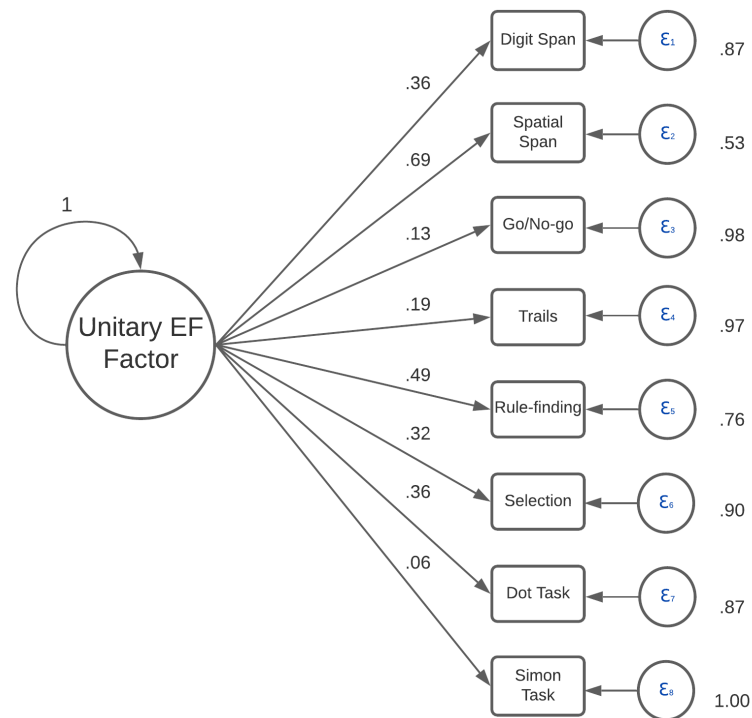 Digit Span
ε1
.87
.36
Spatial
Span
ε2
.53
.69
1
Go/No-go
ε3
.98
.13
Unitary EF
Factor
Trails
ε4
.97
.19
.49
Rule-finding
ε5
.76
.32
Selection
ε6
.90
.36
Dot Task
ε7
.87
.06
Simon
Task
ε8
1.00